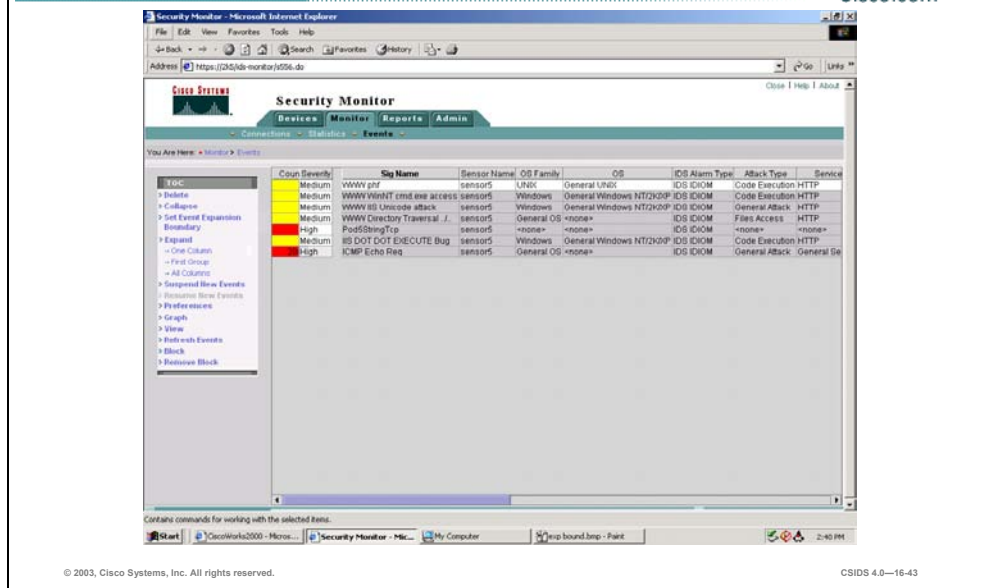 Security Monitor - Microsoft Internet Explorer
File Edit View Favorites Tools Help
Back Search Favorites History
Address https://2k5/ids-monitor/s556.do Go Links »
Close | Help | About
CISCO SYSTEMS
Security Monitor
Devices Monitor Reports Admin
Connections Statistics Events
You Are Here: Monitor > Events
Coun Severity Sig Name Sensor Name OS Family OS IDS Alarm Type Attack Type Service
Medium WWW phf sensor5 UNIX General UNIX IDS IDIOM Code Execution HTTP
Medium WWW WinNT cmd.exe access sensor5 Windows General Windows NT/2K/XP IDS IDIOM Code Execution HTTP
Medium WWW IIS Unicode attack sensor5 Windows General Windows NT/2K/XP IDS IDIOM General Attack HTTP
Medium WWW Directory Traversal ../.. sensor5 General OS <none> IDS IDIOM Files Access HTTP
High sensor5 <none> <none> IDS IDIOM <none> <none>
Medium IIS DOT DOT EXECUTE Bug sensor5 Windows General Windows NT/2K/XP IDS IDIOM Code Execution HTTP
High ICMP Echo Req sensor5 General OS <none> IDS IDIOM General Attack General Se
TOC
> Delete
> Collapse
> Set Event Expansion
Boundary
> Expand
One Column
First Group
All Columns
> Suspend New Events
> Resume New Events
> Preferences
> Graph
> View
> Refresh Events
> Block
> Remove Block
Contains commands for working with the selected items.
Start CiscoWorks2000 - Micros... Security Monitor - Mic... My Computer exp bound.bmp - Paint 2:40 PM
© 2003, Cisco Systems, Inc. All rights reserved. CSIDS 4.0—16-43